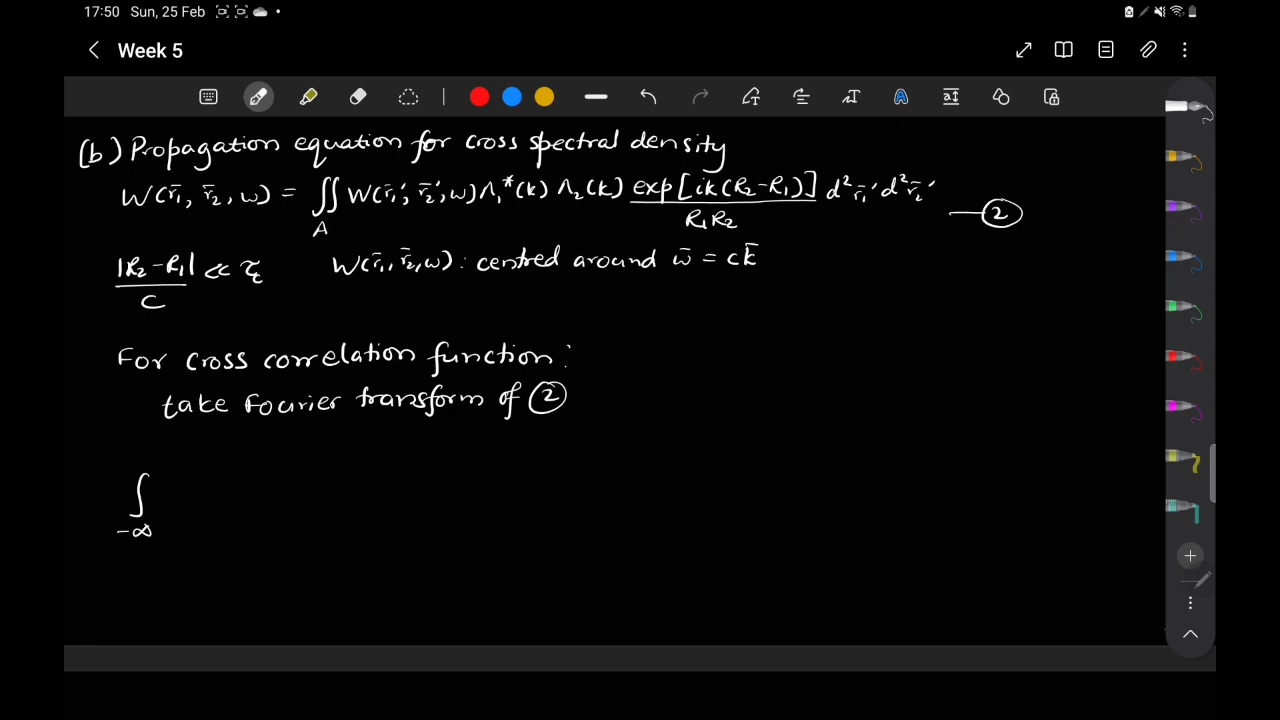 17:50 Sun, 25 Feb
Week 5
(b) Propagation equation for cross spectral density
W(r̄₁, r̄₂, ω) = ∬_A W(r̄₁′, r̄₂′, ω) Λ₁*(k) Λ₂(k) exp[ik(R₂−R₁)] / R₁R₂ d²r̄₁′ d²r̄₂′ —②
|R₂−R₁| / c << τ_c W(r̄₁, r̄₂, ω) : centred around ω̄ = ck̄
For cross correlation function :
take Fourier transform of ②
∫_−∞